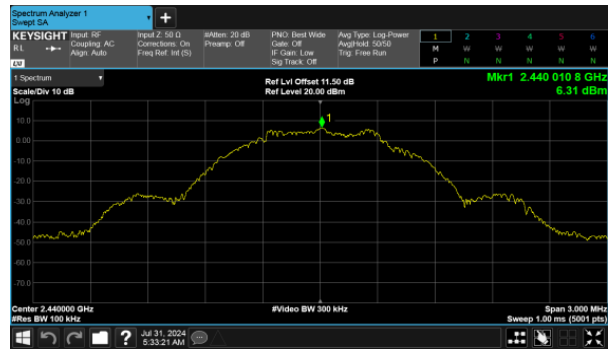 Spectrum Analyzer 1
Swept SA
+
KEYSIGHT
RL
Input: RF
Coupling: AC
Align: Auto
Input Z: 50 Ω
Corrections: On
Freq Ref: Int (S)
#Atten: 20 dB
Preamp: Off
PNO: Best Wide
Gate: Off
IF Gain: Low
Sig Track: Off
Avg Type: Log-Power
Avg|Hold: 50/50
Trig: Free Run
1 2 3 4 5 6
M W W W W W
P N N N N N
1 Spectrum
Scale/Div 10 dB
Log
Ref Lvl Offset 11.50 dB
Ref Level 20.00 dBm
Mkr1 2.440 010 8 GHz
6.31 dBm
1
10.0
0.00
-10.0
-20.0
-30.0
-40.0
-50.0
-60.0
-70.0
Center 2.440000 GHz
#Res BW 100 kHz
#Video BW 300 kHz
Span 3.000 MHz
Sweep 1.00 ms (5001 pts)
?
Jul 31, 2024
5:33:21 AM